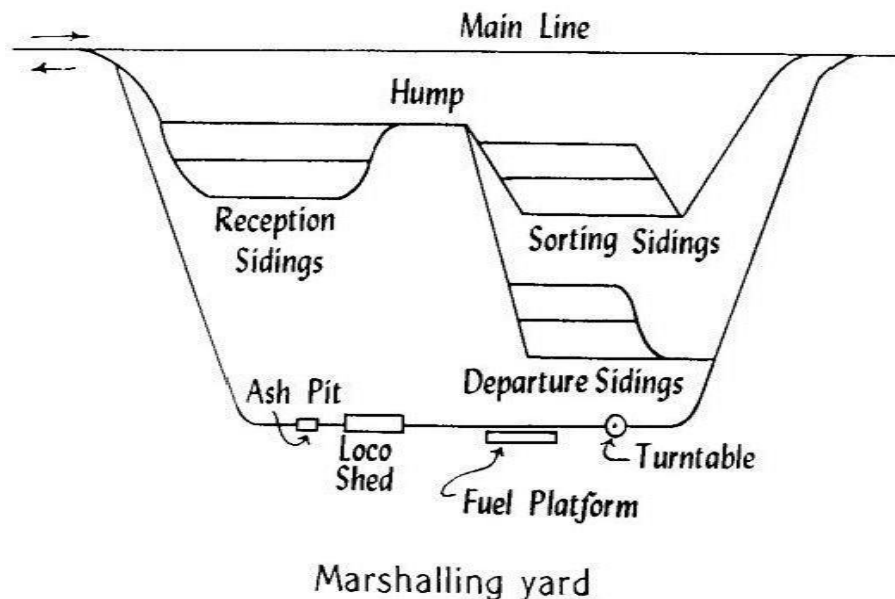 Main Line
Hump
Reception
Sidings
Sorting Sidings
Departure Sidings
Ash Pit
Loco
Shed
Turntable
Fuel Platform
Marshalling yard